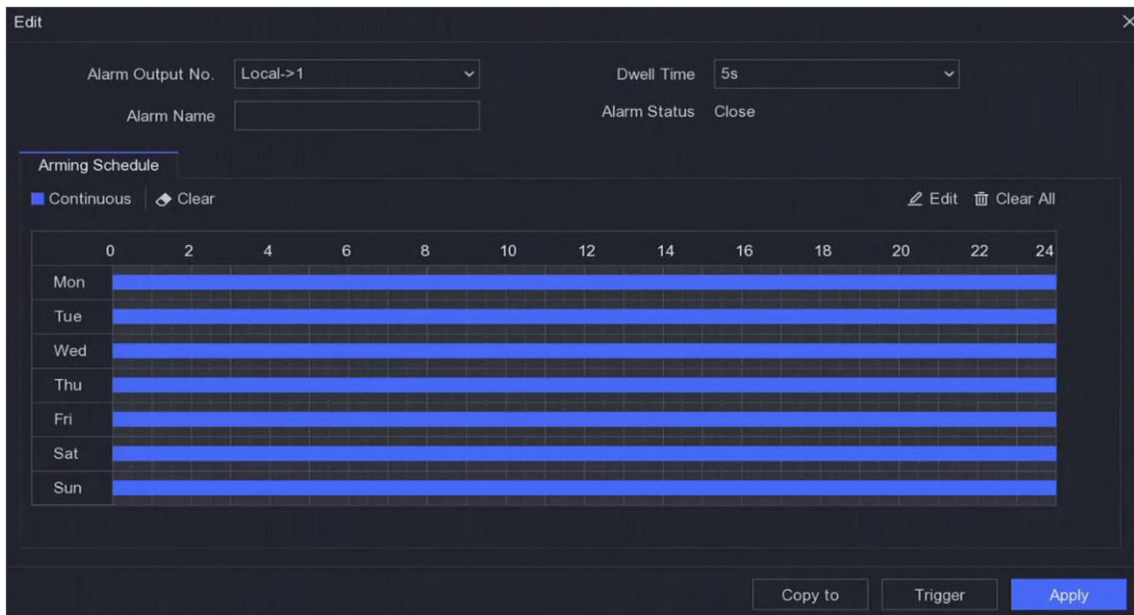 Edit
Alarm Output No. Local->1 Dwell Time 5s
Alarm Name Alarm Status Close
Arming Schedule
Continuous Clear Edit Clear All
0 2 4 6 8 10 12 14 16 18 20 22 24
Mon
Tue
Wed
Thu
Fri
Sat
Sun
Copy to Trigger Apply